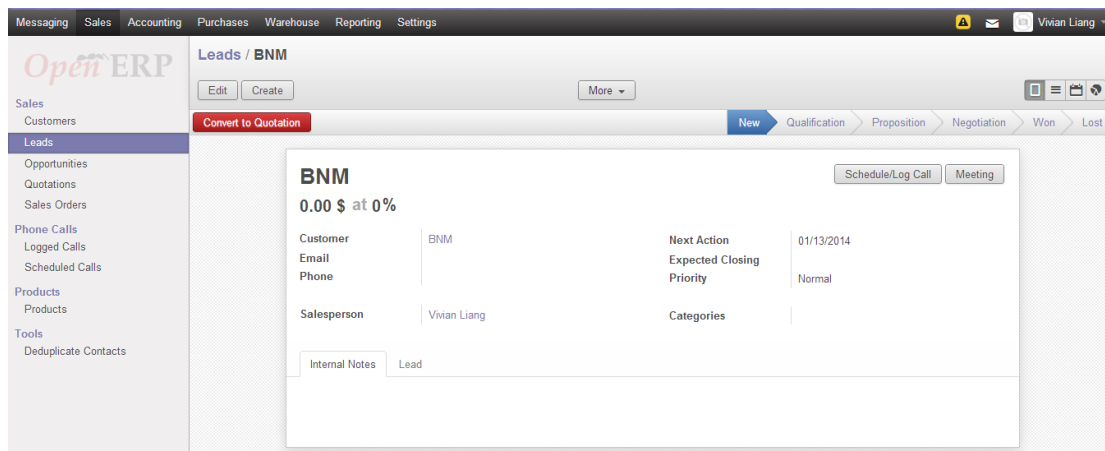 Messaging Sales Accounting Purchases Warehouse Reporting Settings Vivian Liang
Open ERP
Leads / BNM
Edit Create More
Sales
Customers
Leads
Opportunities
Quotations
Sales Orders
Phone Calls
Logged Calls
Scheduled Calls
Products
Products
Tools
Deduplicate Contacts
Convert to Quotation New Qualification Proposition Negotiation Won Lost
BNM Schedule/Log Call Meeting
0.00 $ at 0%
Customer BNM Next Action 01/13/2014
Email Expected Closing
Phone Priority Normal
Salesperson Vivian Liang Categories
Internal Notes Lead